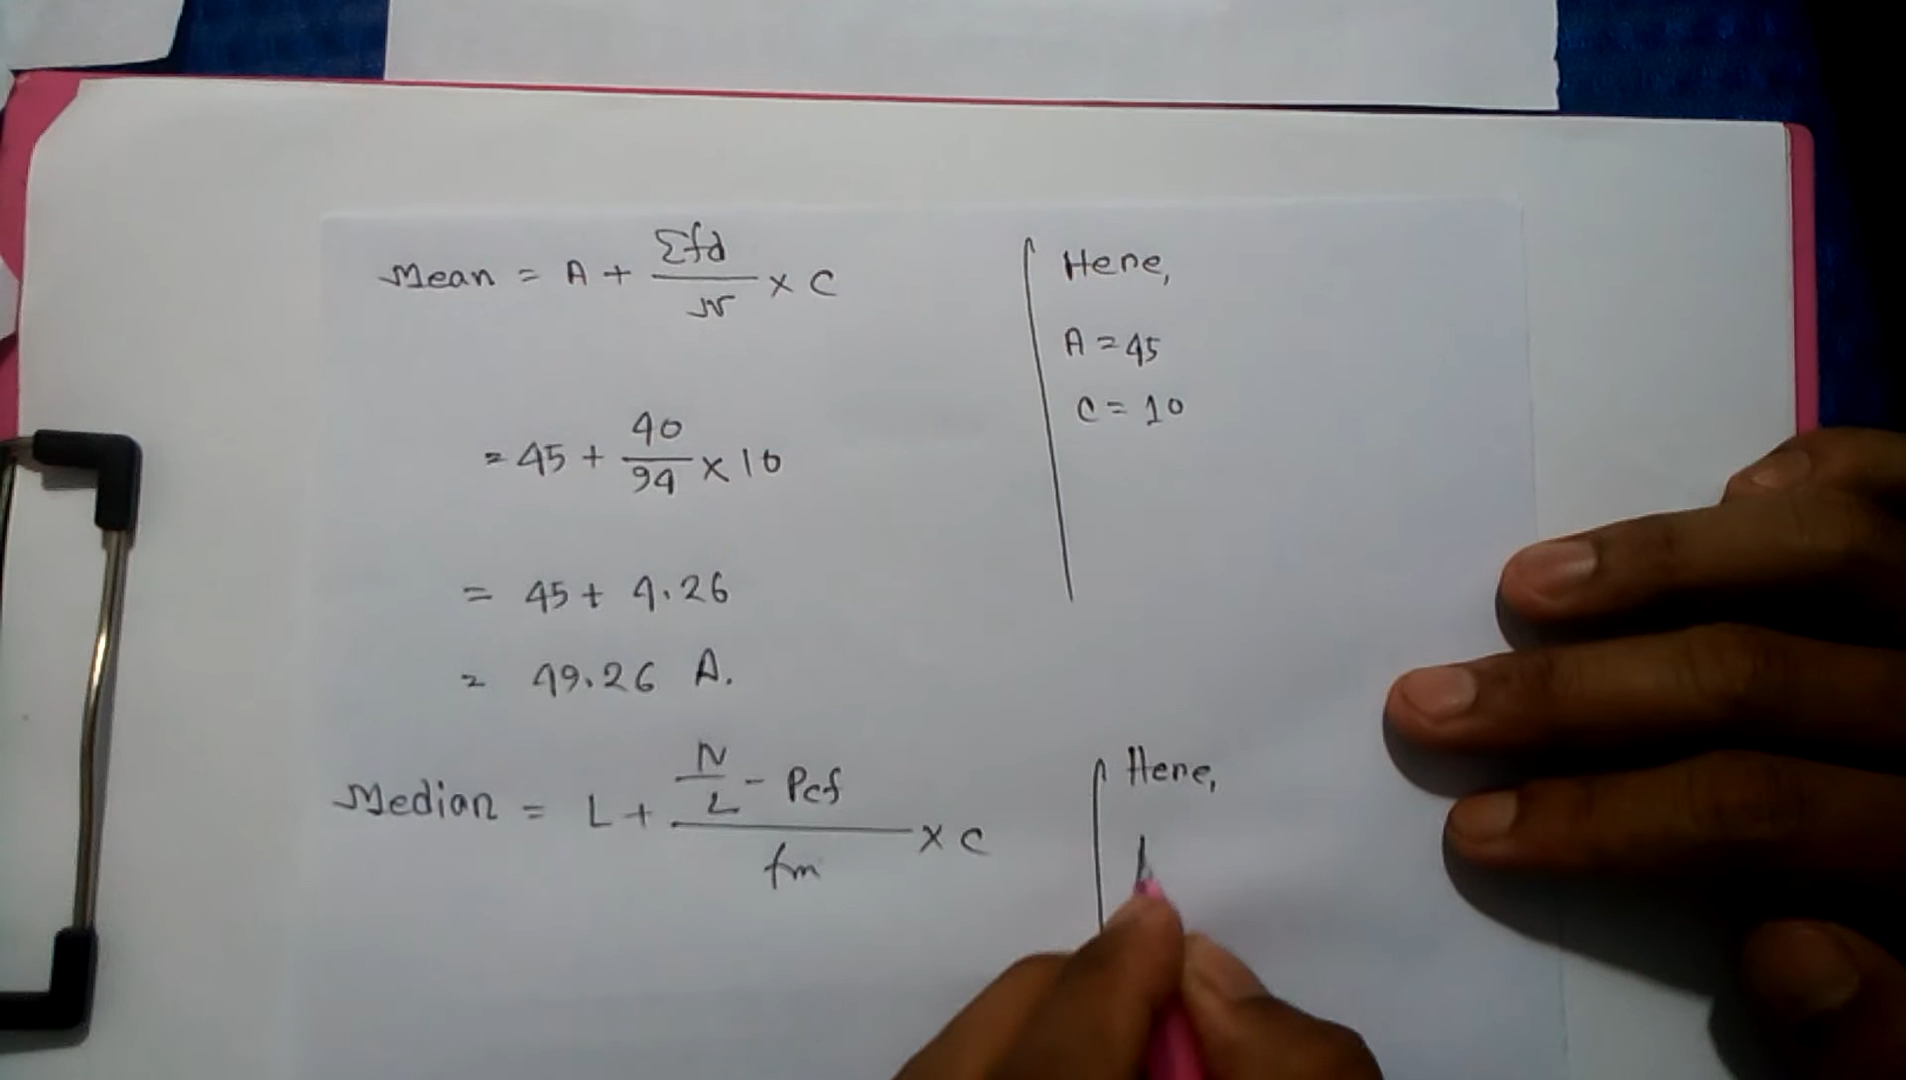 Mean = A + Σfd/N × C
Here,
A = 45
C = 10
= 45 + 40/94 × 10
= 45 + 4.26
= 49.26 A.
Median = L + (N/2 - Pcf)/fm × C
Here,
L